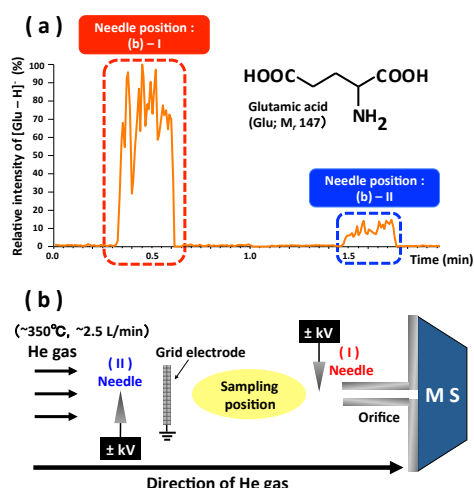 ( a )
Needle position :
(b) – I
Relative intensity of [Glu – H]- (%)
100
90
80
70
60
50
40
30
20
10
0
HOOC
COOH
NH2
Glutamic acid
(Glu; M, 147)
Needle position :
(b) – II
0.0
0.5
1.0
1.5
Time (min)
( b )
(~350℃, ~2.5 L/min)
He gas
( II )
Needle
Grid electrode
± kV
( I )
Needle
Sampling
position
Orifice
M S
± kV
Direction of He gas